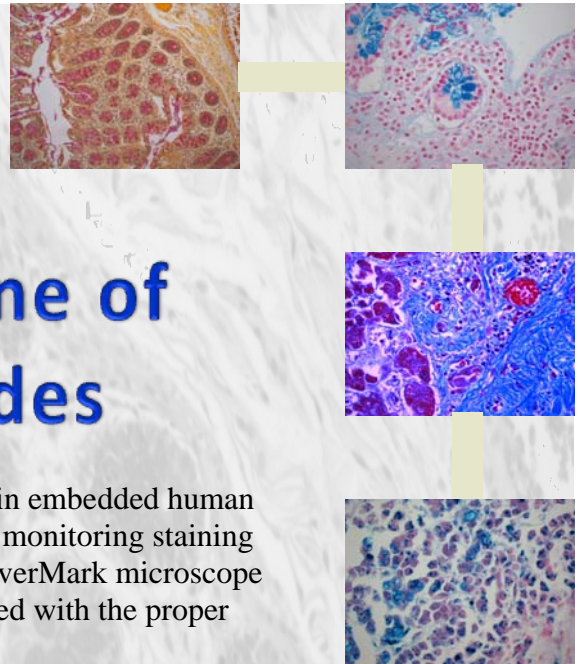 ne of
des
in embedded human
monitoring staining
verMark microscope
ed with the proper